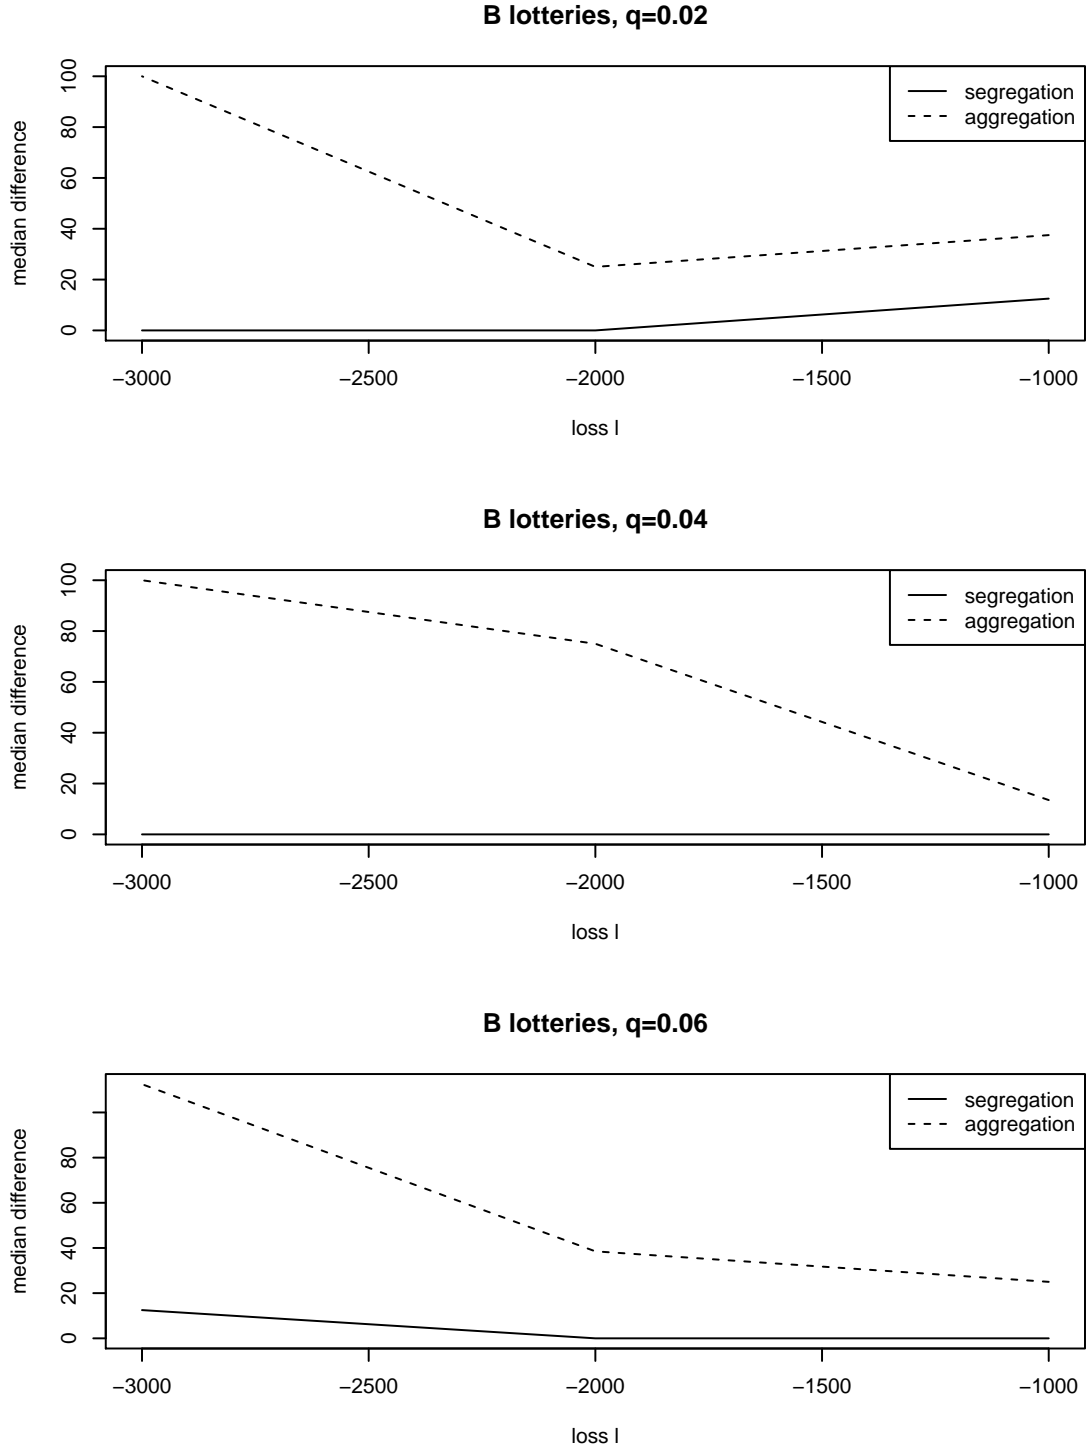 B lotteries, q=0.02
median difference
100
80
60
40
20
0
segregation
aggregation
−3000 −2500 −2000 −1500 −1000
loss l
B lotteries, q=0.04
median difference
100
80
60
40
20
0
segregation
aggregation
−3000 −2500 −2000 −1500 −1000
loss l
B lotteries, q=0.06
median difference
80
60
40
20
0
segregation
aggregation
−3000 −2500 −2000 −1500 −1000
loss l